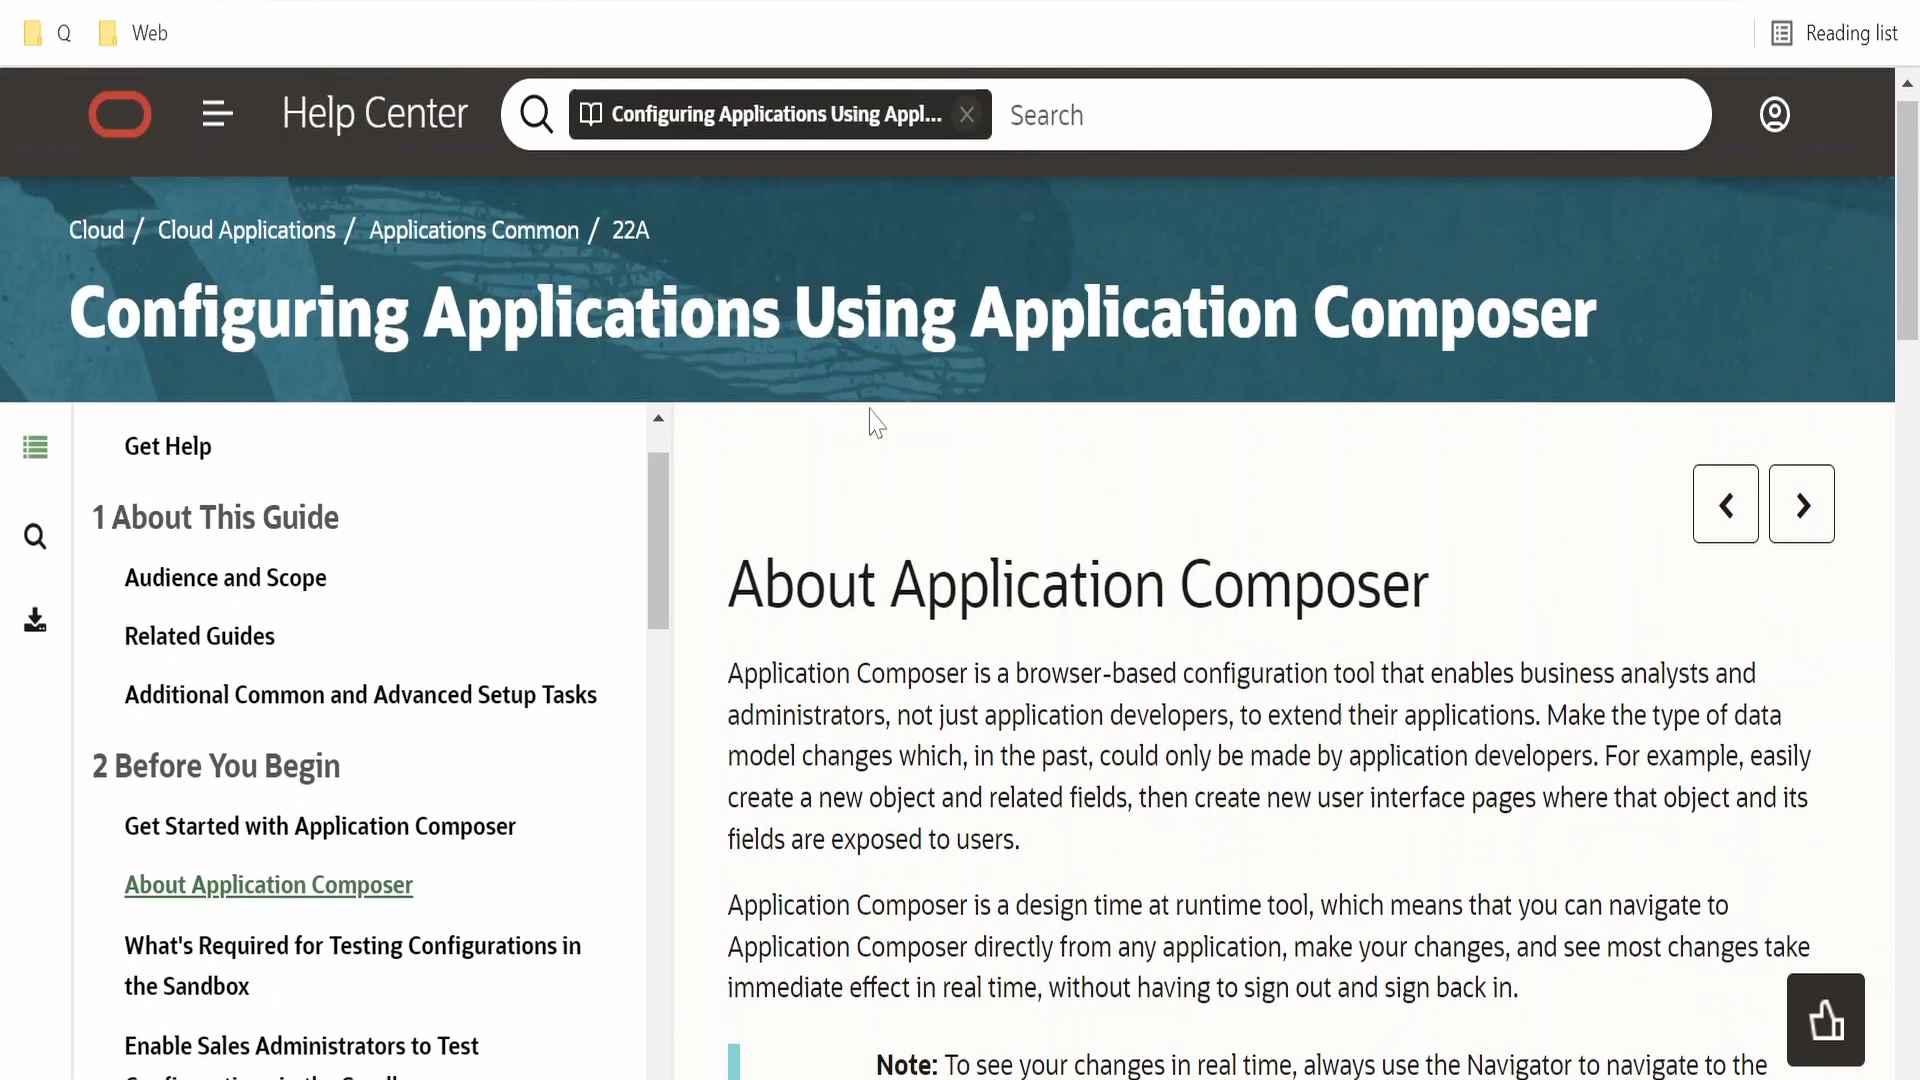 Q Web Reading list
Help Center Configuring Applications Using Appl... Search
Cloud / Cloud Applications / Applications Common / 22A
Configuring Applications Using Application Composer
Get Help
1 About This Guide
Audience and Scope
Related Guides
Additional Common and Advanced Setup Tasks
2 Before You Begin
Get Started with Application Composer
About Application Composer
What's Required for Testing Configurations in
the Sandbox
Enable Sales Administrators to Test
About Application Composer
Application Composer is a browser-based configuration tool that enables business analysts and
administrators, not just application developers, to extend their applications. Make the type of data
model changes which, in the past, could only be made by application developers. For example, easily
create a new object and related fields, then create new user interface pages where that object and its
fields are exposed to users.
Application Composer is a design time at runtime tool, which means that you can navigate to
Application Composer directly from any application, make your changes, and see most changes take
immediate effect in real time, without having to sign out and sign back in.
Note: To see your changes in real time, always use the Navigator to navigate to the